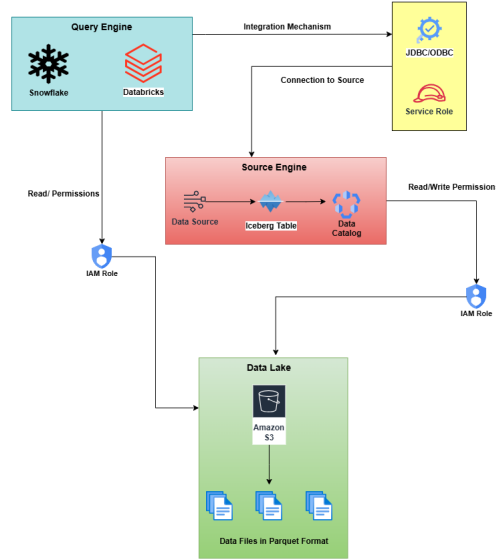 Query Engine
Integration Mechanism
JDBC/ODBC
Snowflake
Databricks
Connection to Source
Service Role
Source Engine
Read/ Permissions
Read/Write Permission
Data Source
Iceberg Table
Data
Catalog
IAM Role
IAM Role
Data Lake
Amazon
S3
Data Files in Parquet Format